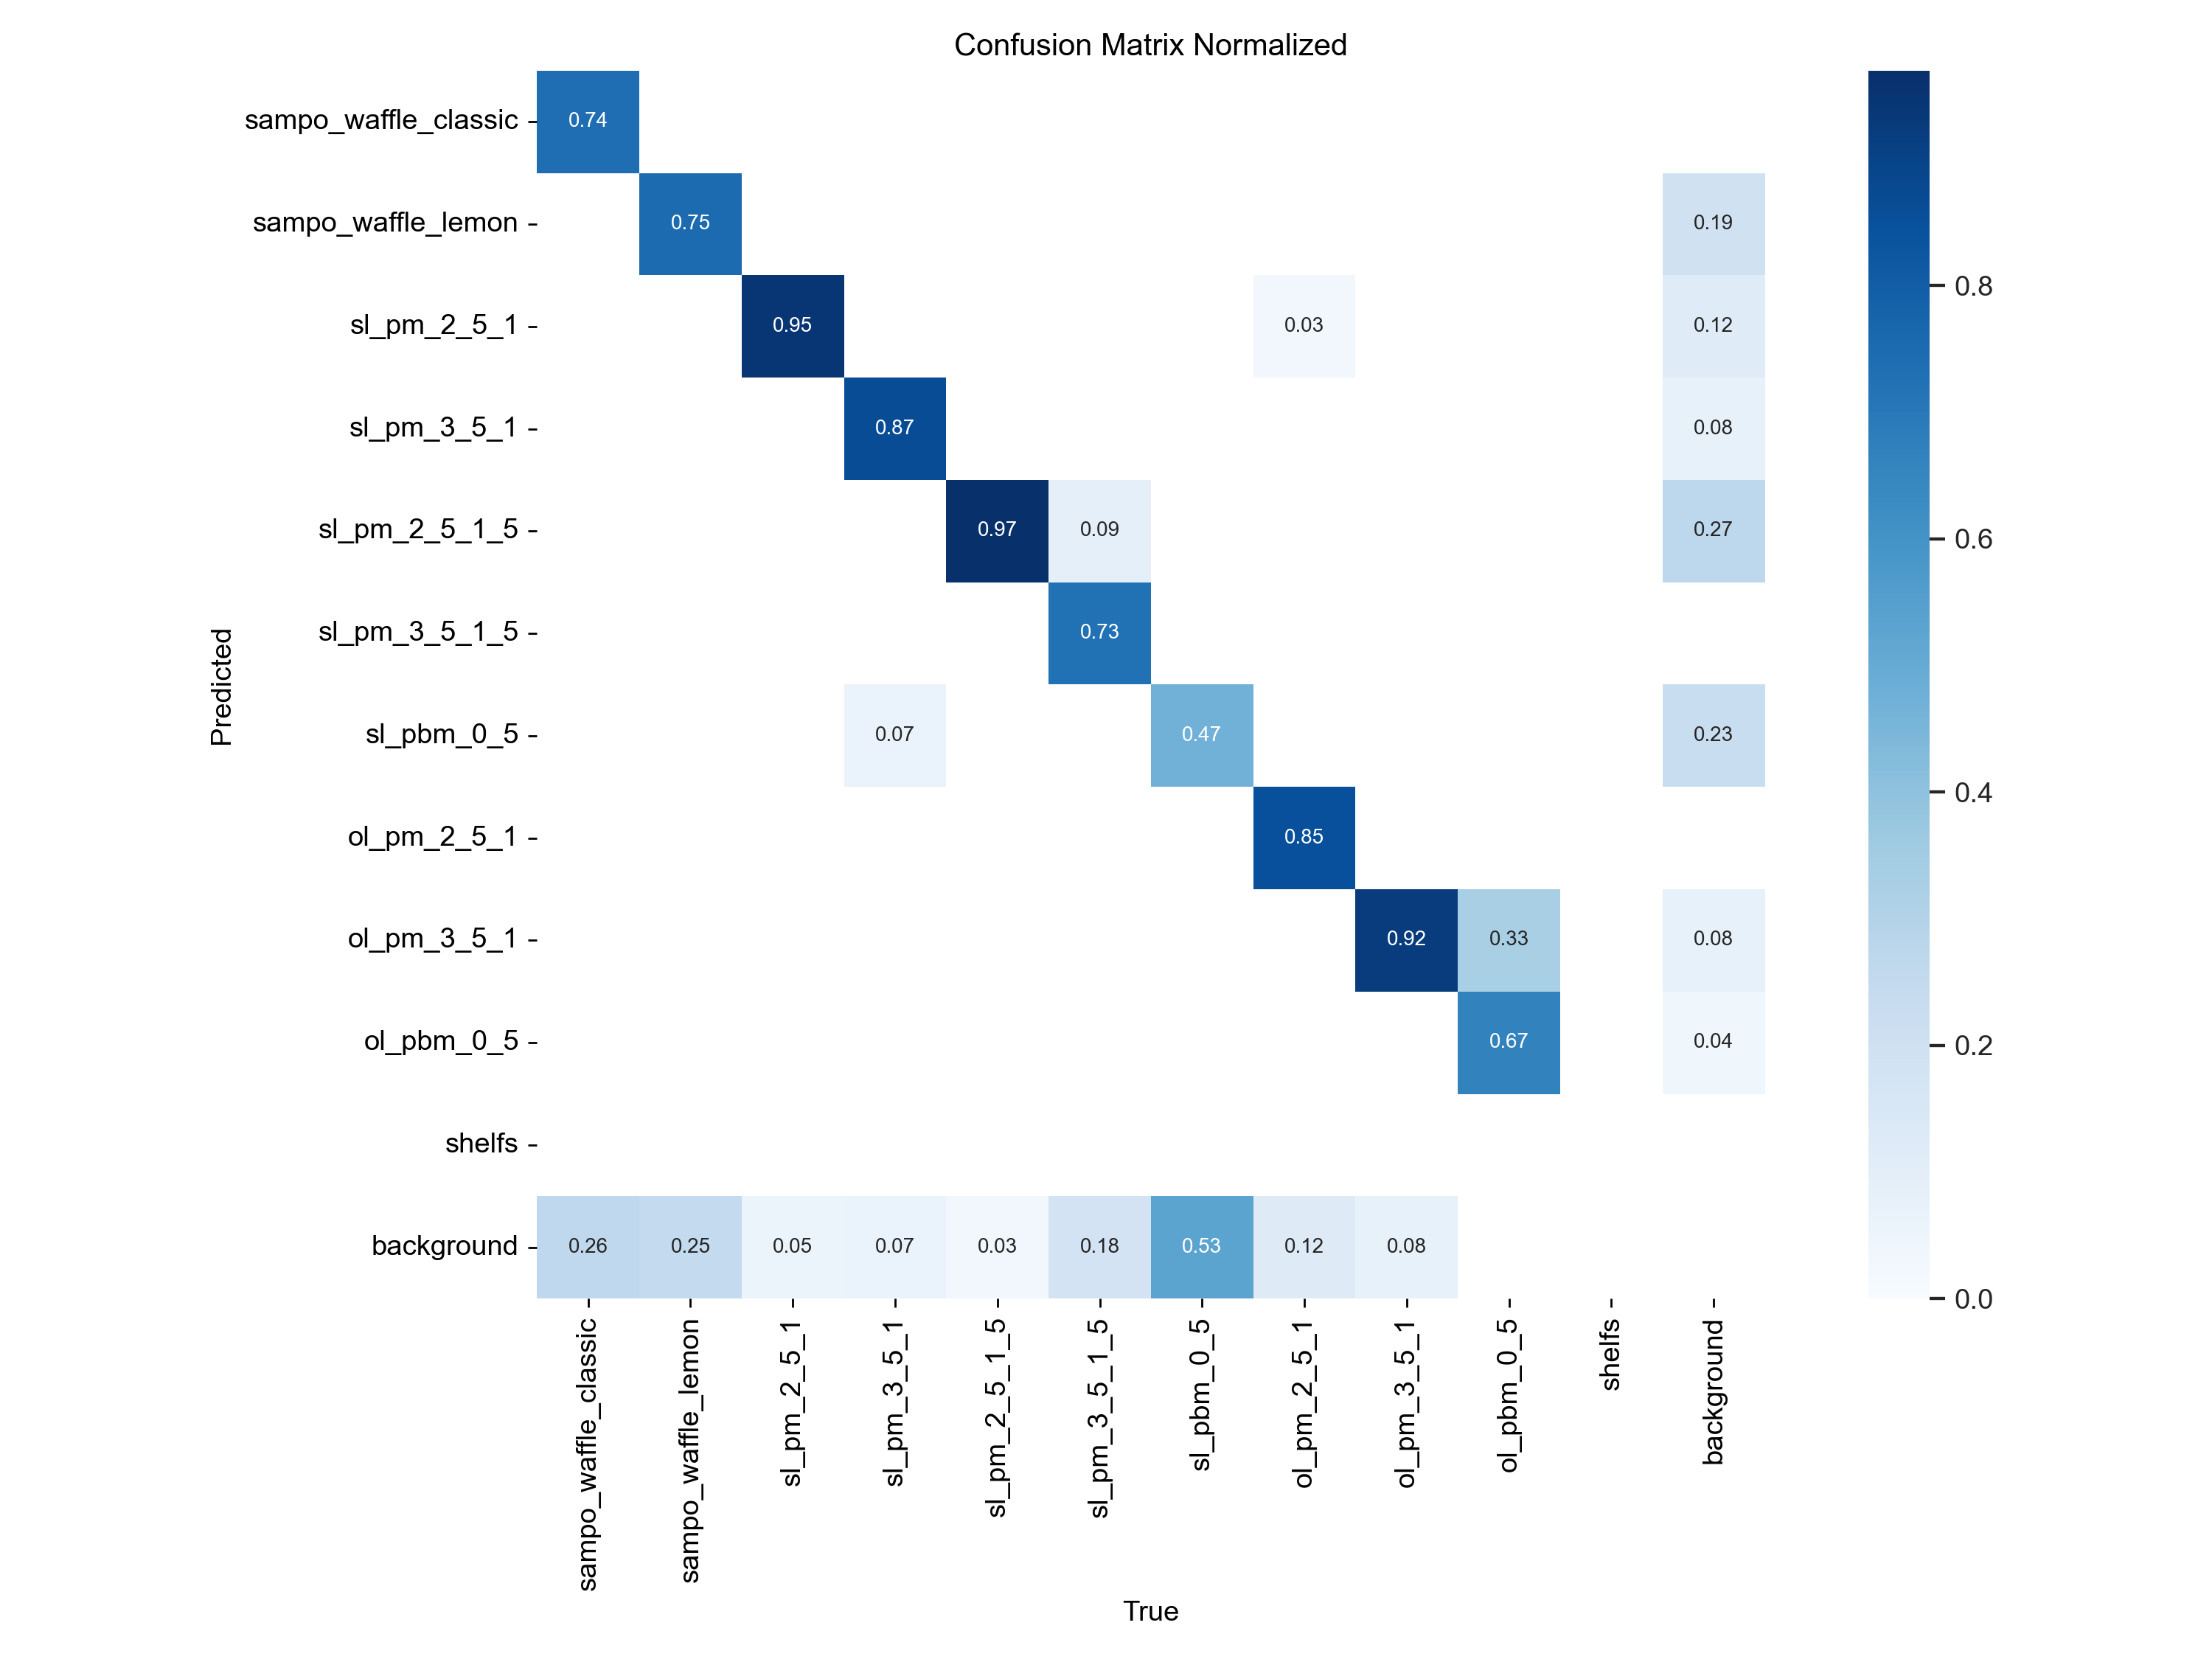 Confusion Matrix Normalized
sampo_waffle_classic 0.74
sampo_waffle_lemon 0.75 0.19
sl_pm_2_5_1 0.95 0.03 0.12
sl_pm_3_5_1 0.87 0.08
sl_pm_2_5_1_5 0.97 0.09 0.27
sl_pm_3_5_1_5 0.73
sl_pbm_0_5 0.07 0.47 0.23
ol_pm_2_5_1 0.85
ol_pm_3_5_1 0.92 0.33 0.08
ol_pbm_0_5 0.67 0.04
shelfs
background 0.26 0.25 0.05 0.07 0.03 0.18 0.53 0.12 0.08
Predicted
sampo_waffle_classic
sampo_waffle_lemon
sl_pm_2_5_1
sl_pm_3_5_1
sl_pm_2_5_1_5
sl_pm_3_5_1_5
sl_pbm_0_5
ol_pm_2_5_1
ol_pm_3_5_1
ol_pbm_0_5
shelfs
background
True
0.8
0.6
0.4
0.2
0.0